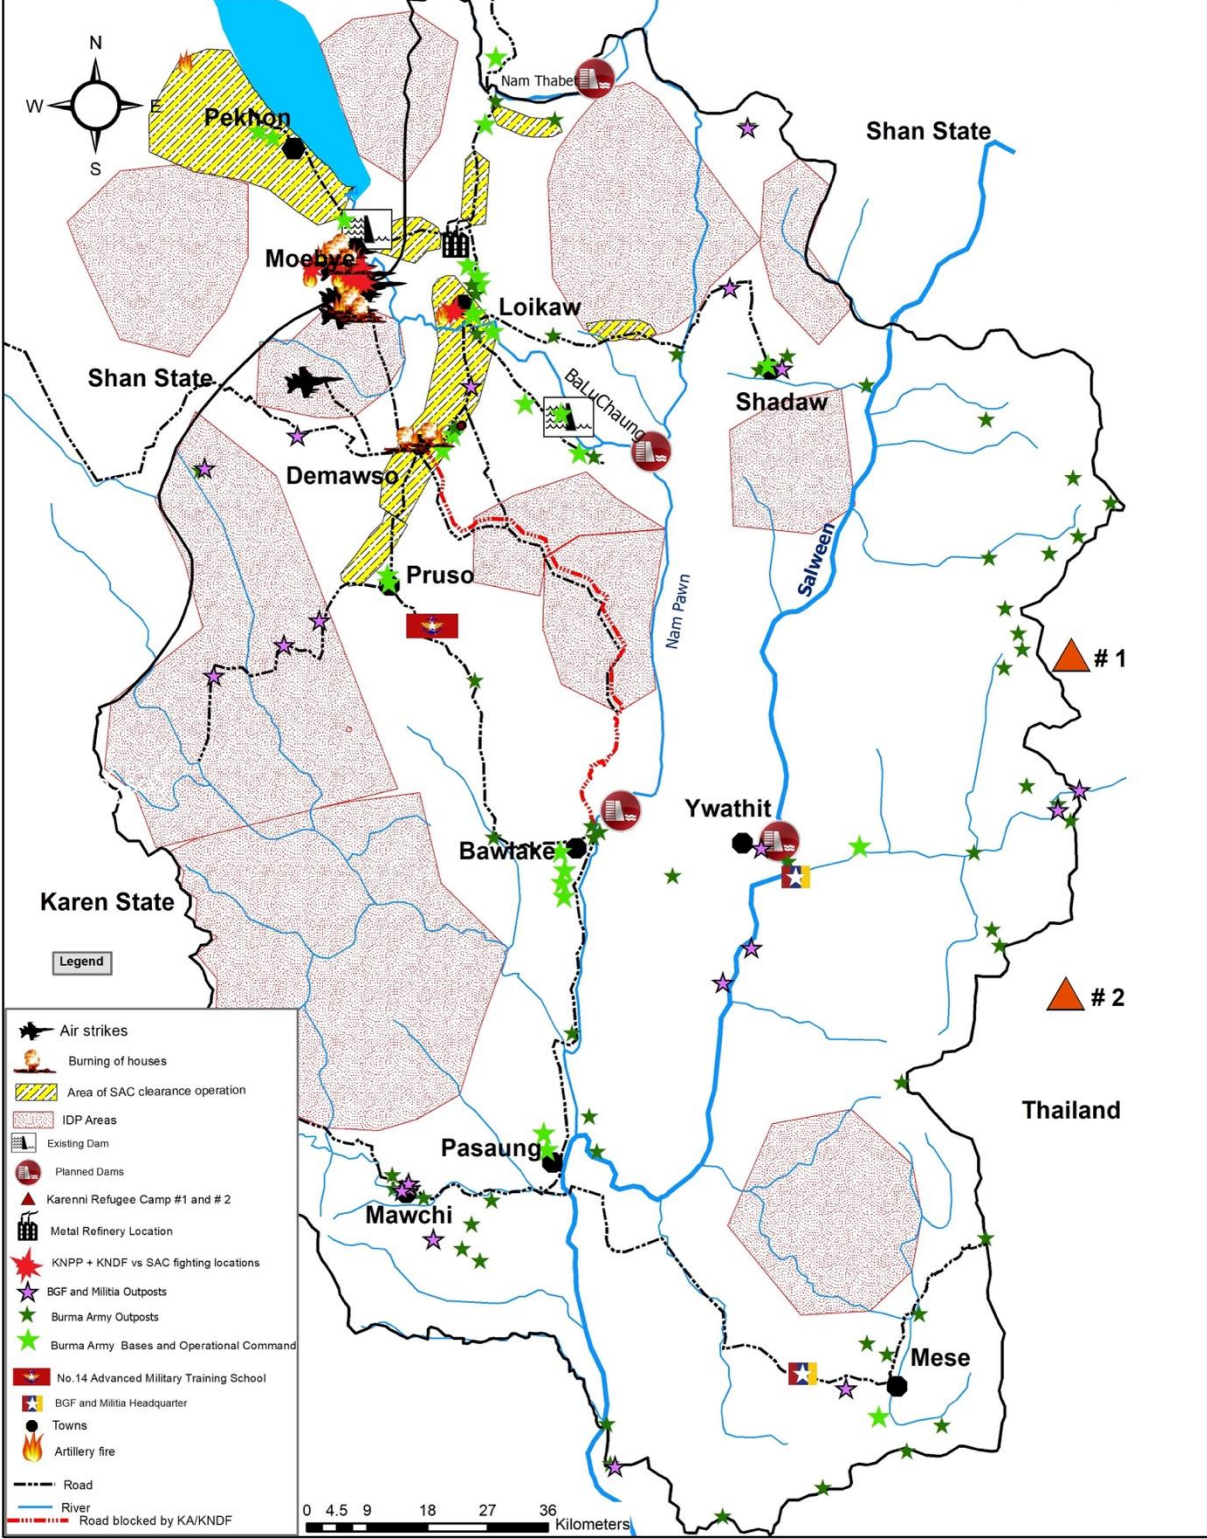 N
W
E
S
Nam Thabet
Pekhon
Shan State
Moebye
Loikaw
Shan State
BaLuChaung
Shadaw
Demawso
Salween
Pruso
Nam Pawn
# 1
Ywathit
Bawlake
Karen State
# 2
Thailand
Pasaung
Mawchi
Mese
Legend
Air strikes
Burning of houses
Area of SAC clearance operation
IDP Areas
Existing Dam
Planned Dams
Karenni Refugee Camp #1 and # 2
Metal Refinery Location
KNPP + KNDF vs SAC fighting locations
BGF and Militia Outposts
Burma Army Outposts
Burma Army Bases and Operational Command
No.14 Advanced Military Training School
BGF and Militia Headquarter
Towns
Artillery fire
Road
River
Road blocked by KA/KNDF
0 4.5 9 18 27 36
Kilometers